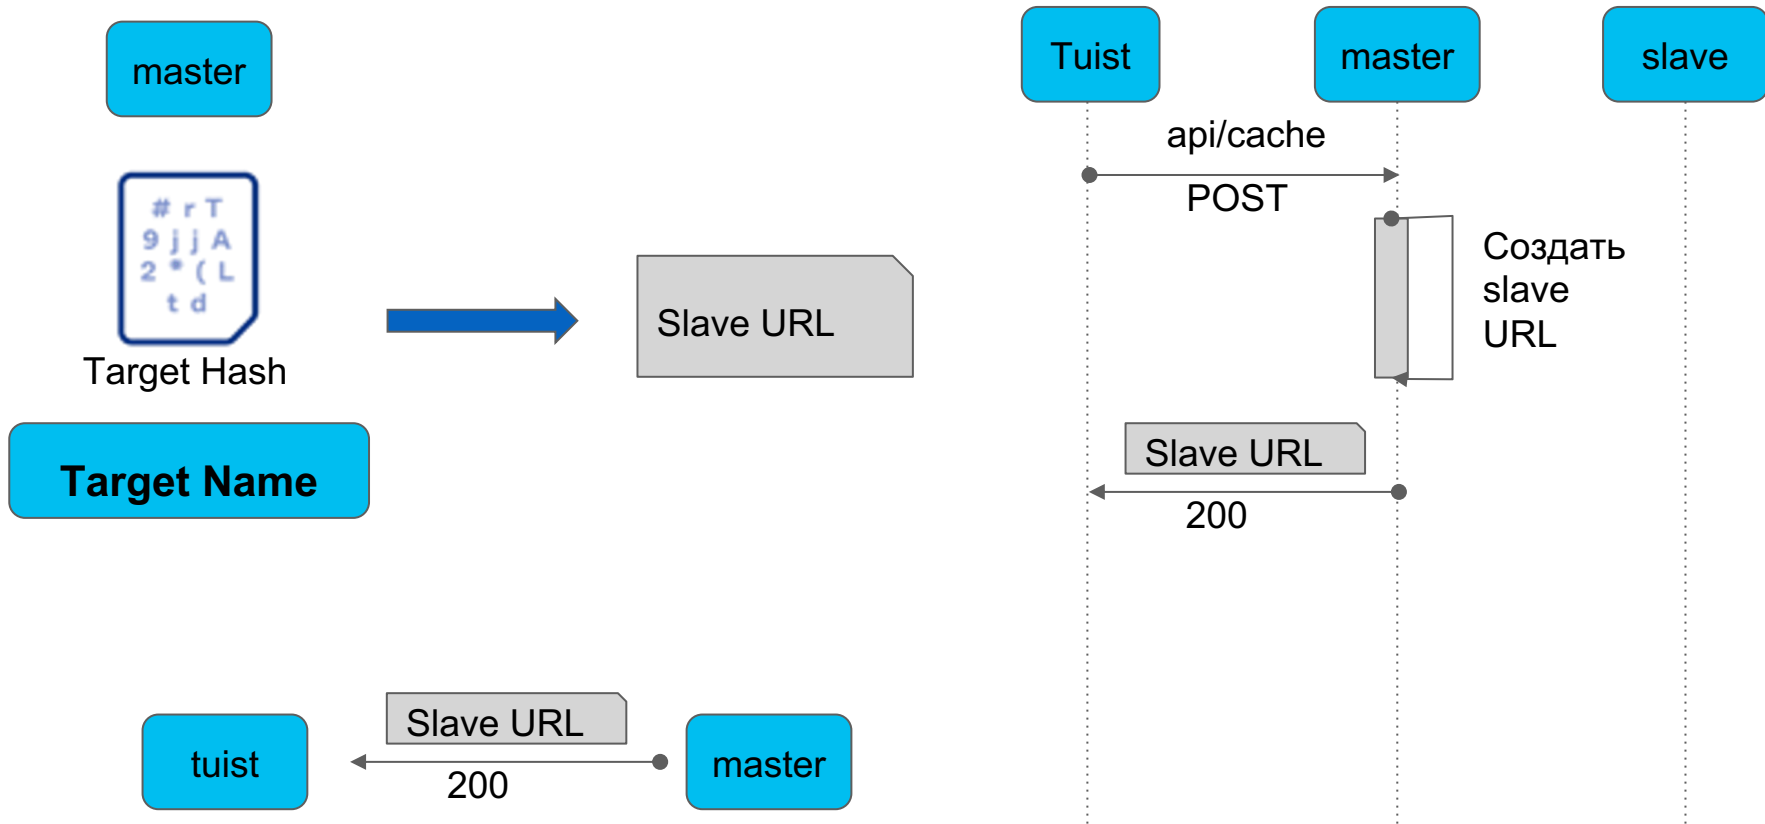 master
# r T
9 j j A
2 * ( L
t d
Target Hash
Target Name
Slave URL
tuist
Slave URL
200
master
Tuist
master
slave
api/cache
POST
Создать
slave
URL
Slave URL
200